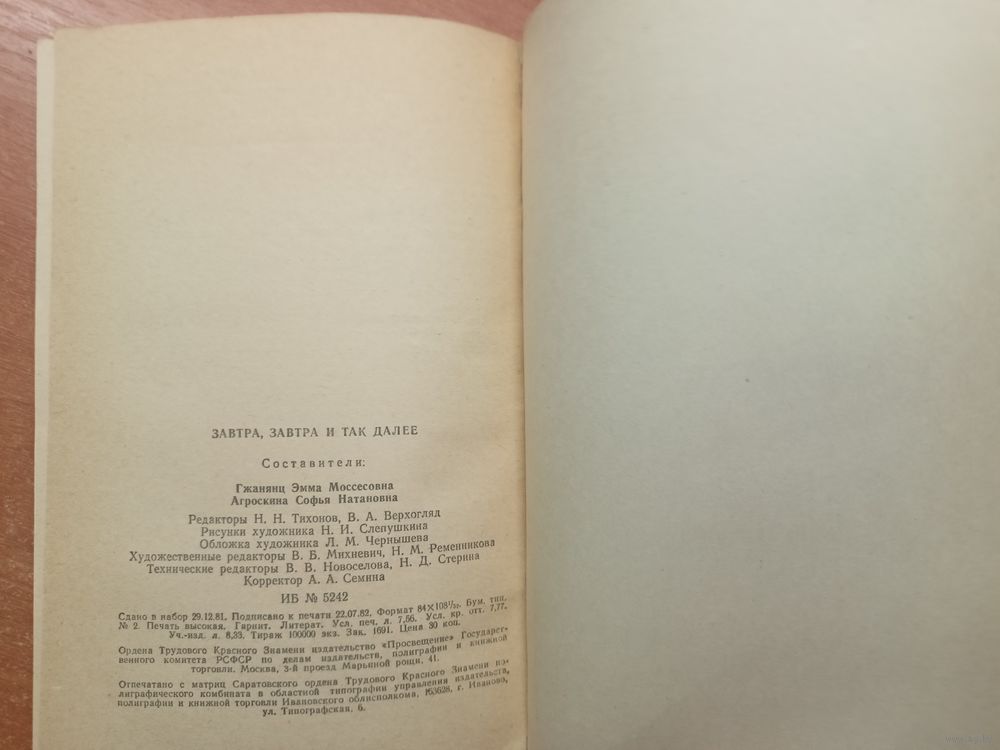 ЗАВТРА, ЗАВТРА И ТАК ДАЛЕЕ
Составители:
Гжанянц Эмма Моссесовна
Агроскина Софья Натановна
Редакторы Н. Н. Тихонов, В. А. Верхогляд
Рисунки художника Н. И. Слепушкина
Обложка художника Л. М. Чернышева
Художественные редакторы В. Б. Михневич, Н. М. Ременникова
Технические редакторы В. В. Новоселова, Н. Д. Стерина
Корректор А. А. Семина
ИБ № 5242
Сдано в набор 29.12.81. Подписано к печати 22.07.82. Формат 84×108¹/₃₂. Бум. тип.
№ 2. Печать высокая. Гарнит. Литерат. Усл. печ. л. 7,56. Усл. кр. отт. 7,77.
Уч.-изд. л. 8,33. Тираж 100000 экз. Зак. 1691. Цена 30 коп.
Ордена Трудового Красного Знамени издательство «Просвещение» Государст-
венного комитета РСФСР по делам издательств, полиграфии и книжной
торговли. Москва, 3-й проезд Марьиной рощи, 41.
Отпечатано с матриц Саратовского ордена Трудового Красного Знамени по-
лиграфического комбината в областной типографии управления издательств,
полиграфии и книжной торговли Ивановского облисполкома, 153628, г. Иваново,
ул. Типографская, 6.